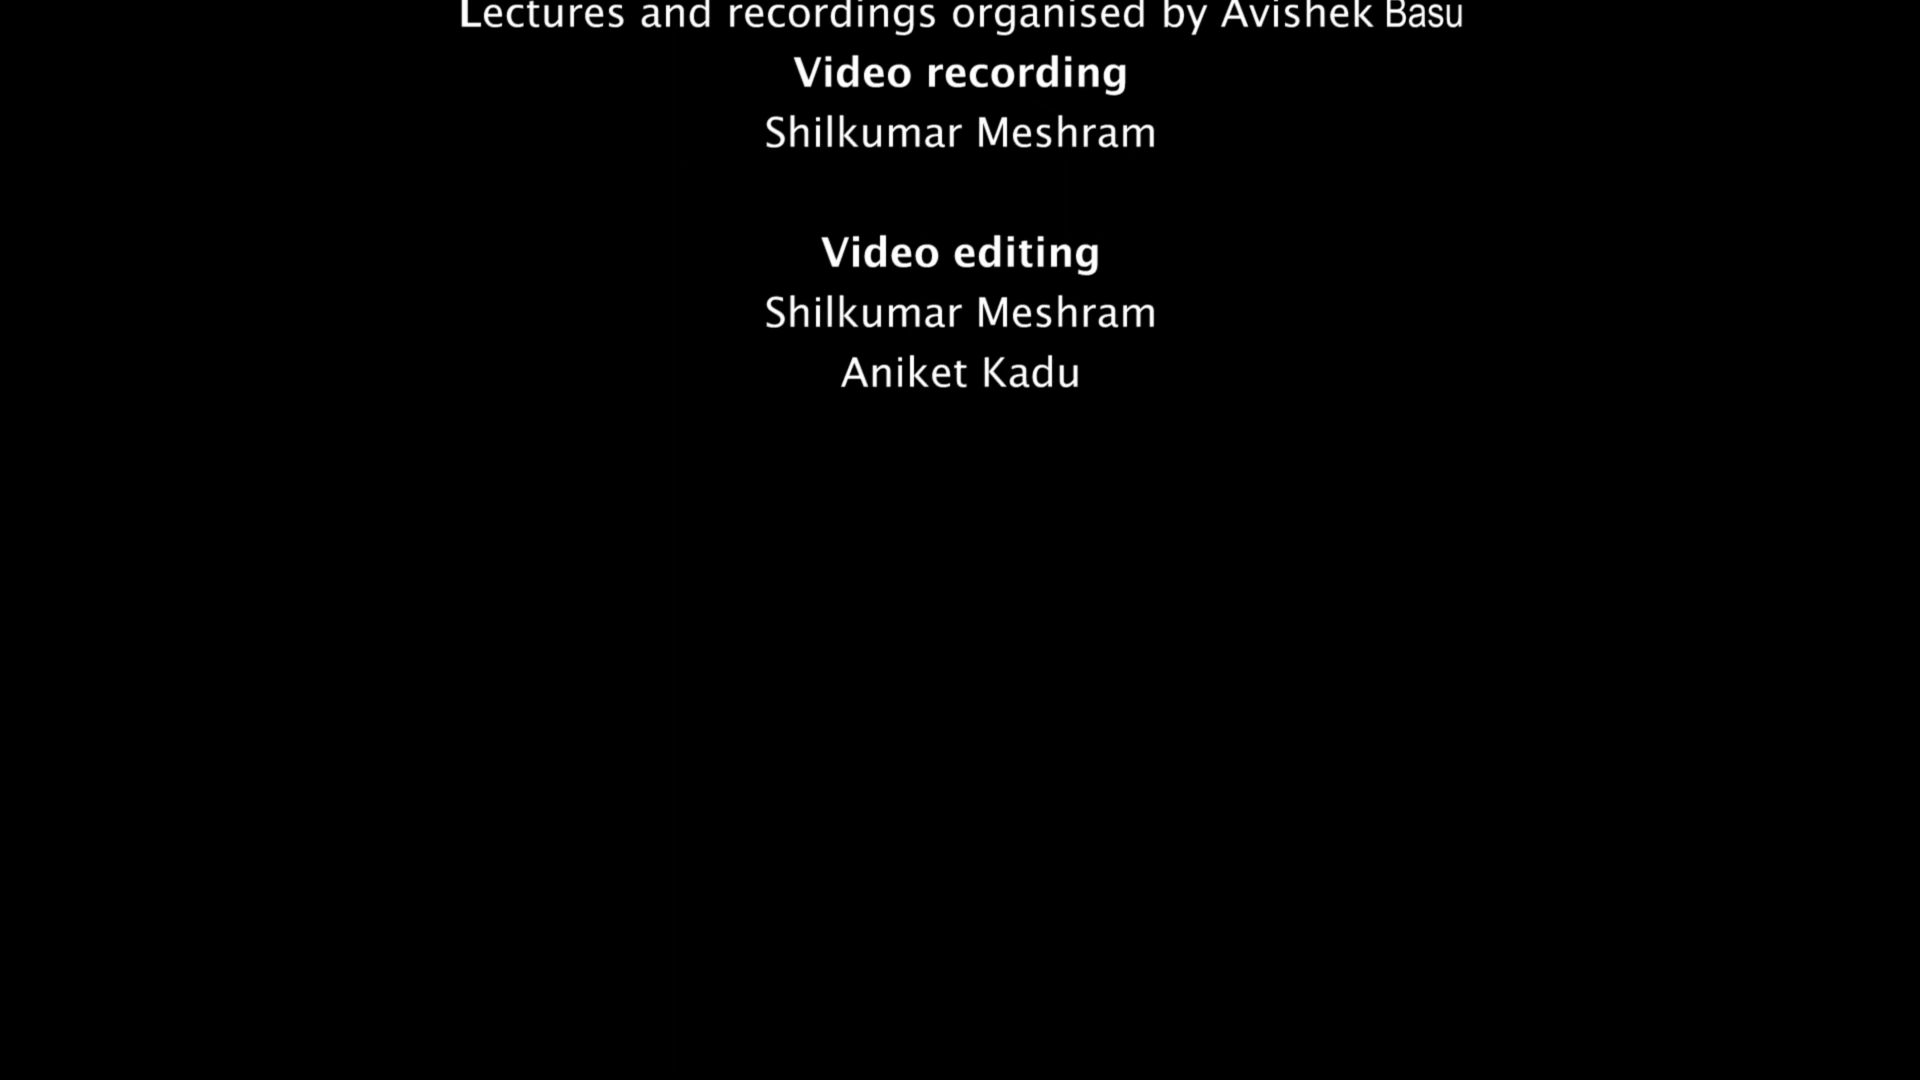 Lectures and recordings organised by Avishek Basu
Video recording
Shilkumar Meshram
Video editing
Shilkumar Meshram
Aniket Kadu